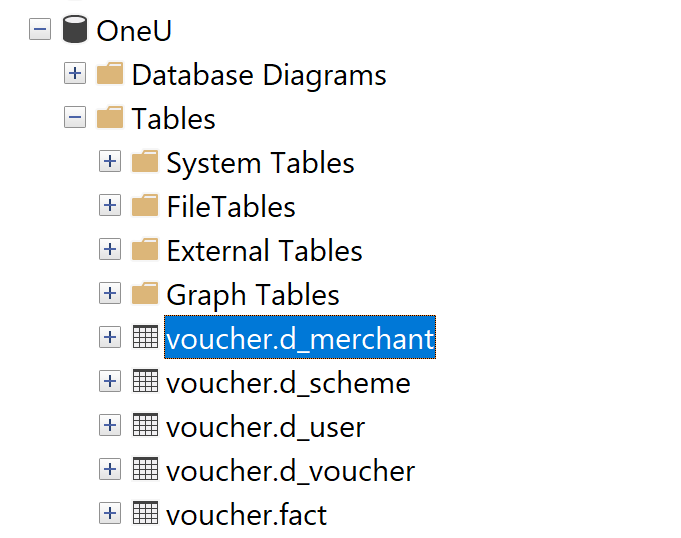 OneU
Database Diagrams
Tables
System Tables
FileTables
External Tables
Graph Tables
voucher.d_merchant
voucher.d_scheme
voucher.d_user
voucher.d_voucher
voucher.fact